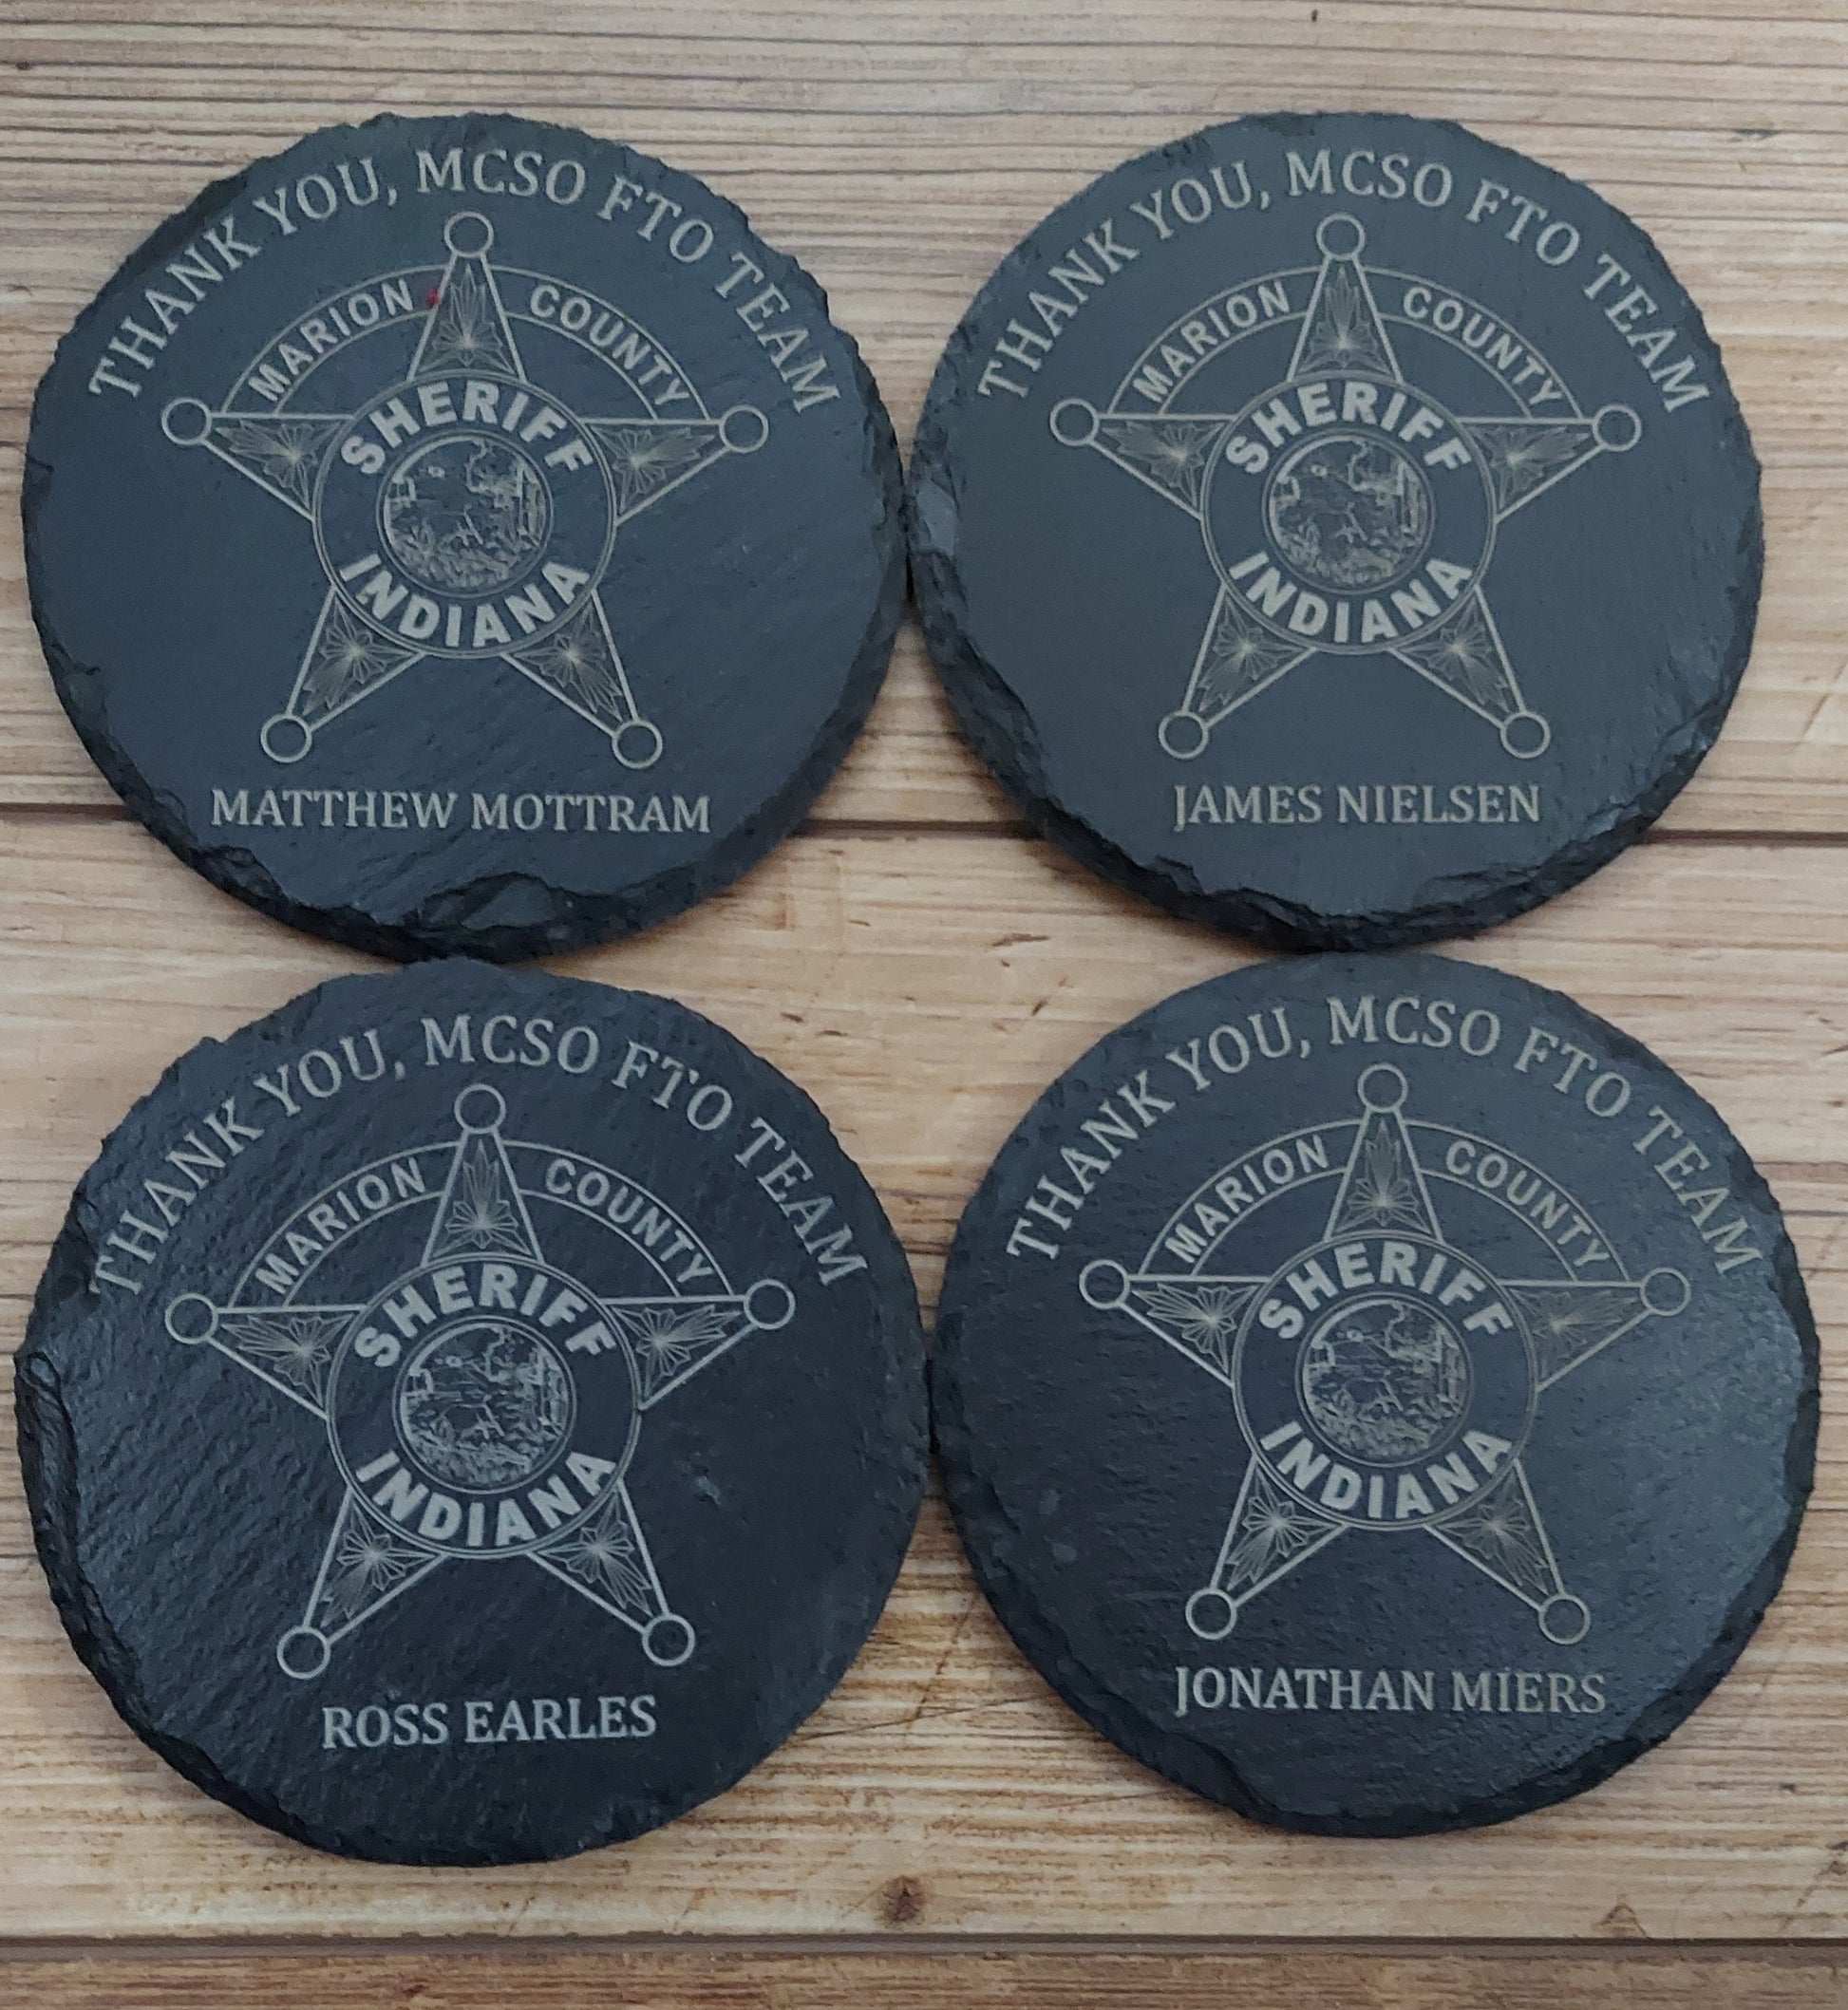 THANK YOU, MCSO FTO TEAM
MARION COUNTY
SHERIFF
INDIANA
MATTHEW MOTTRAM
THANK YOU, MCSO FTO TEAM
MARION COUNTY
SHERIFF
INDIANA
JAMES NIELSEN
THANK YOU, MCSO FTO TEAM
MARION COUNTY
SHERIFF
INDIANA
ROSS EARLES
THANK YOU, MCSO FTO TEAM
MARION COUNTY
SHERIFF
INDIANA
JONATHAN MIERS